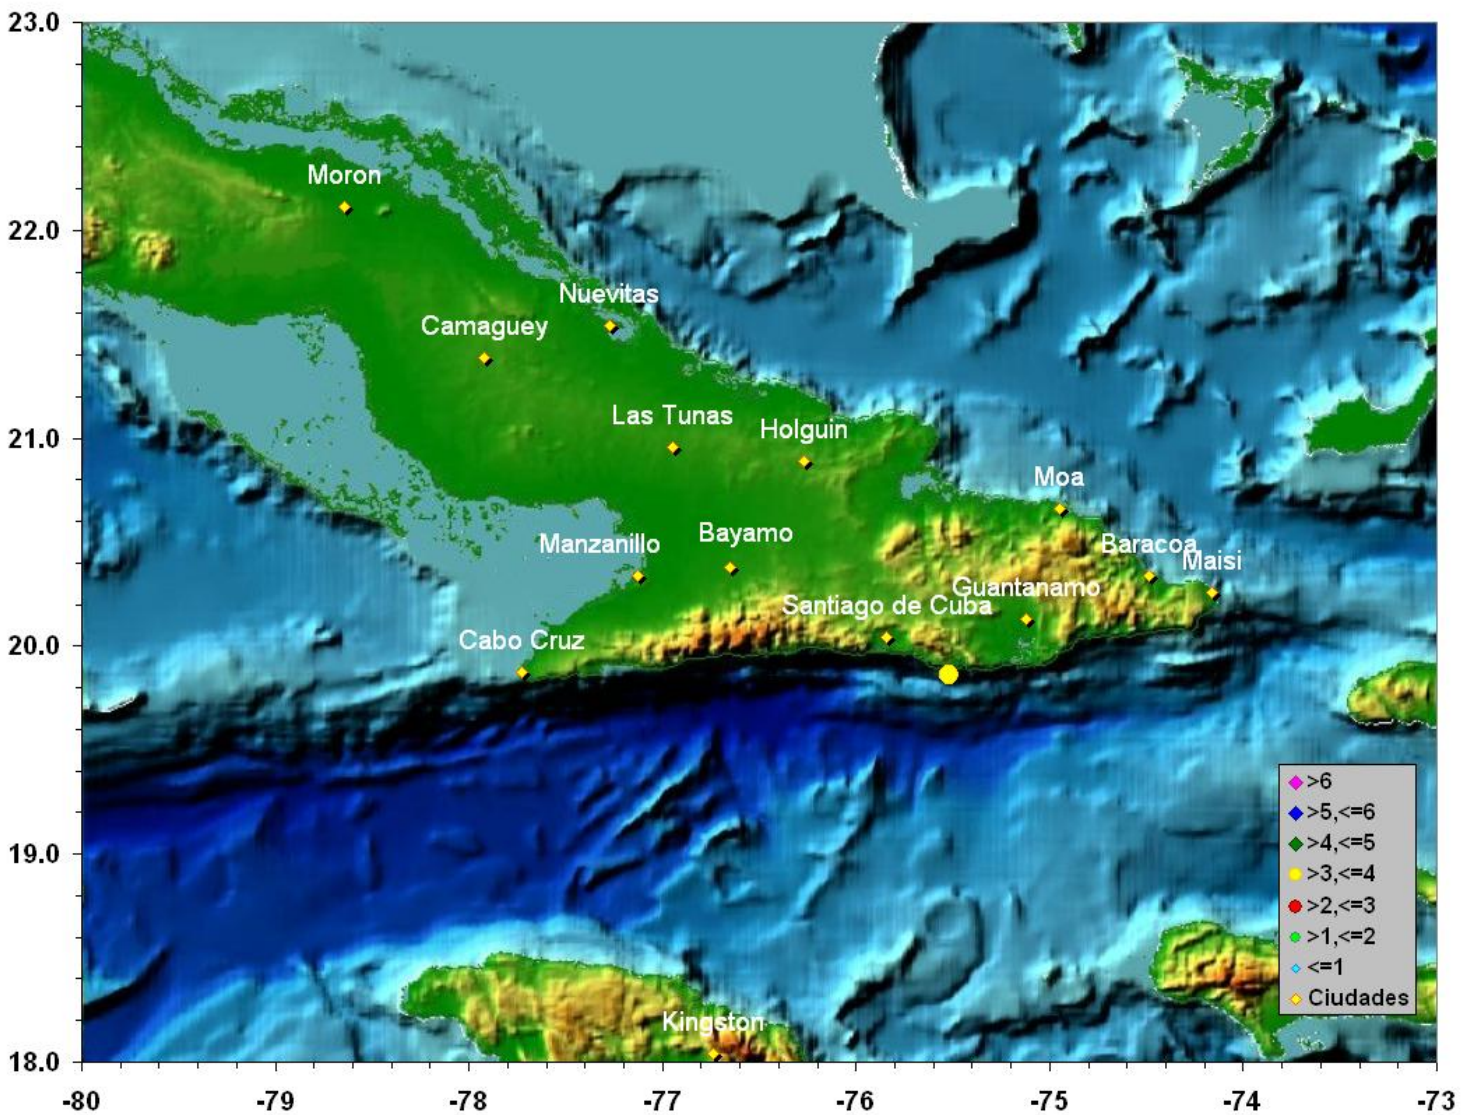 23.0
Moron
22.0
Nuevitas
Camaguey
21.0
Las Tunas
Holguin
Moa
Manzanillo
Bayamo
Baracoa
Maisi
Guantanamo
Santiago de Cuba
20.0
Cabo Cruz
19.0
>6
>5,<=6
>4,<=5
>3,<=4
>2,<=3
>1,<=2
<=1
Ciudades
Kingston
18.0
-80 -79 -78 -77 -76 -75 -74 -73